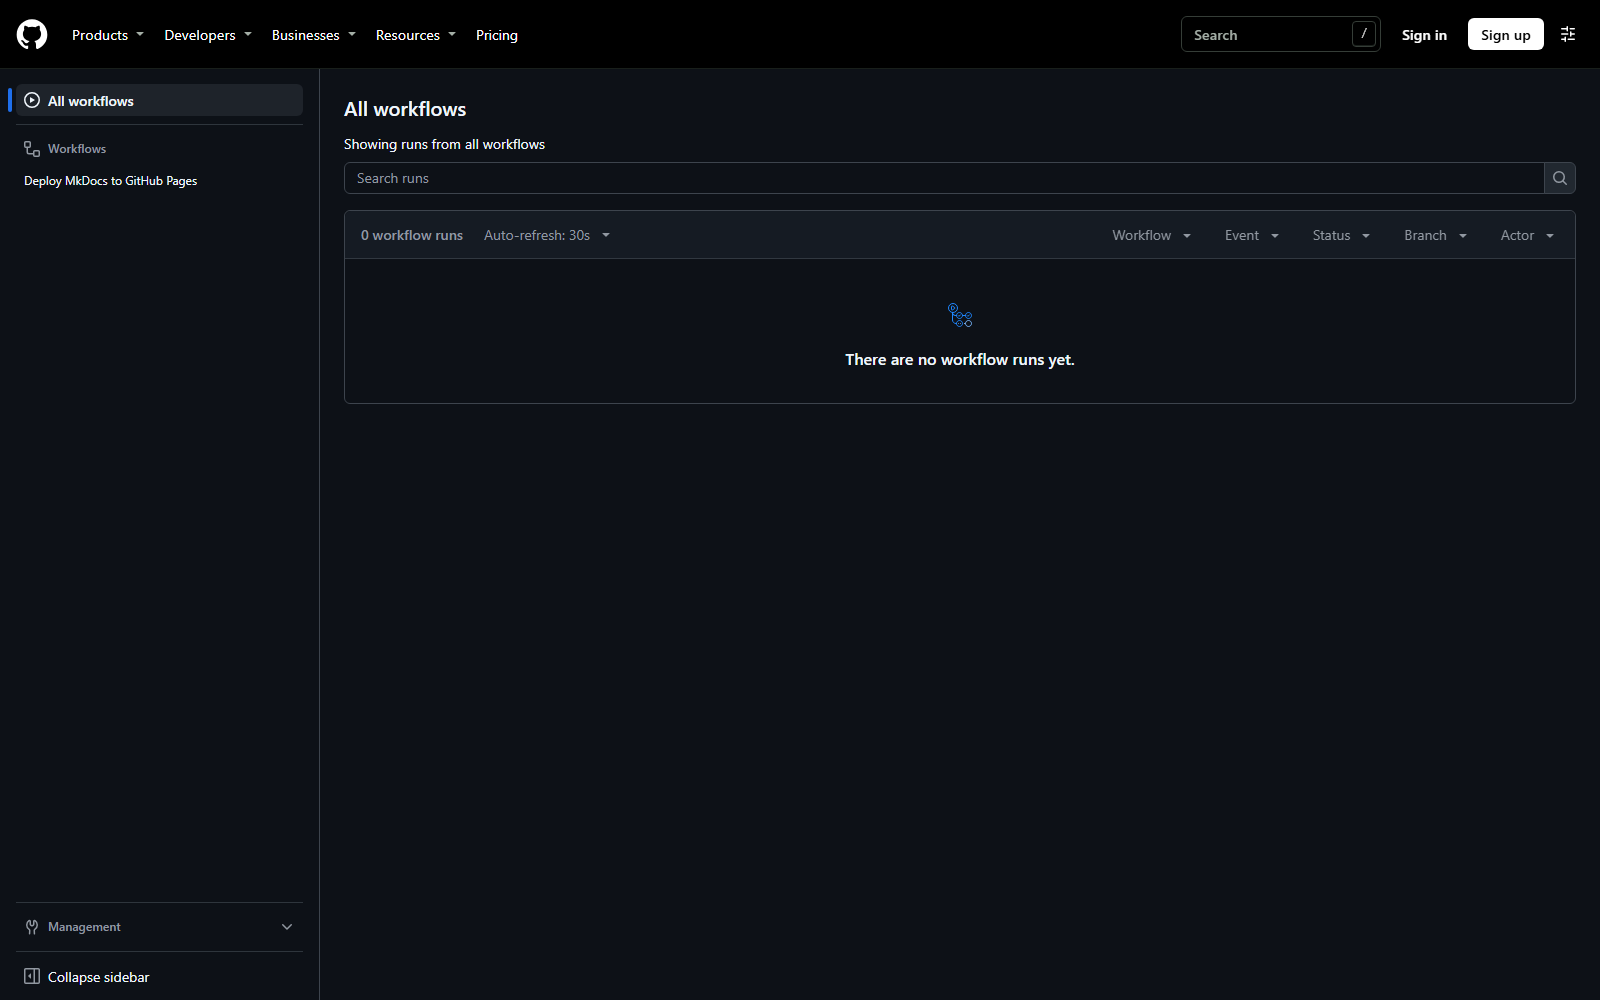 Products Developers Businesses Resources Pricing Search / Sign in Sign up
All workflows
Workflows
Deploy MkDocs to GitHub Pages
Management
Collapse sidebar
All workflows
Showing runs from all workflows
Search runs
0 workflow runs Auto-refresh: 30s Workflow Event Status Branch Actor
There are no workflow runs yet.